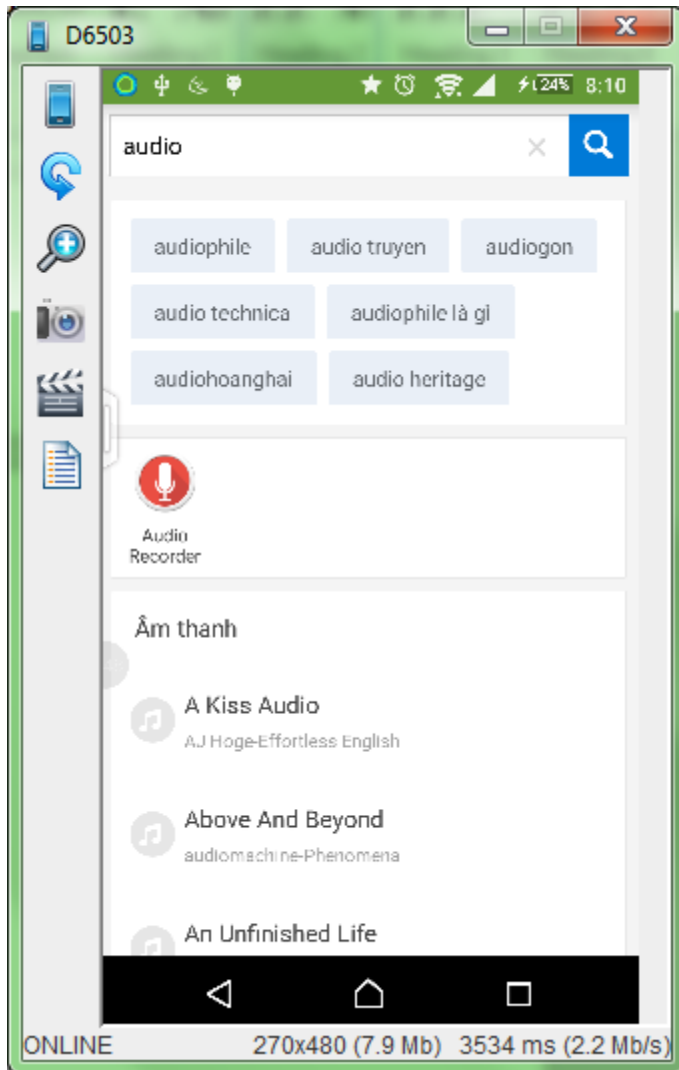 D6503
24% 8:10
audio
audiophile audio truyen audiogon
audio technica audiophile là gì
audiohoanghai audio heritage
Audio
Recorder
Âm thanh
A Kiss Audio
AJ Hoge-Effortless English
Above And Beyond
audiomachine-Phenomena
An Unfinished Life
ONLINE 270x480 (7.9 Mb) 3534 ms (2.2 Mb/s)